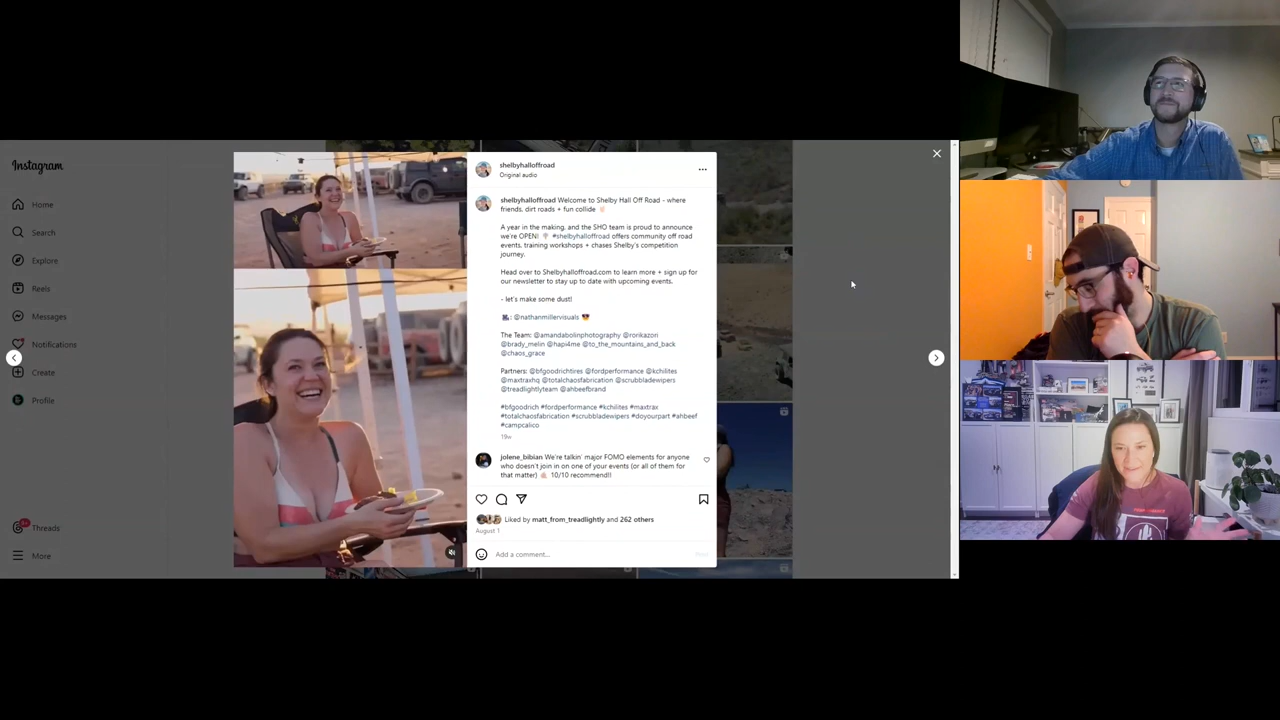 Instagram
Home
Search
Explore
Reels
Messages
Notifications
Create
Profile
Threads
More
shelbyhalloffroad
Original audio
shelbyhalloffroad Welcome to Shelby Hall Off Road - where
friends, dirt roads + fun collide
A year in the making, and the SHO team is proud to announce
we're OPEN! #shelbyhalloffroad offers community off road
events, training workshops + chases Shelby's competition
journey.
Head over to Shelbyhalloffroad.com to learn more + sign up for
our newsletter to stay up to date with upcoming events.
- let's make some dust!
: @nathanmillervisuals
The Team: @amandabolinphotography @rorikazon
@brady_melin @hapi4me @to_the_mountains_and_back
@chaos_grace
Partners: @bfgoodrichtires @fordperformance @kchilites
@maxtraxhq @totalchaosfabrication @scrubbladewipers
@treadlightlyteam @ahbeefbrand
#bfgoodrich #fordperformance #kchilites #maxtrax
#totalchaosfabrication #scrubbladewipers #doyourpart #ahbeef
#campcalico
19w
jolene_bibian We're talkin' major FOMO elements for anyone
who doesn't join in on one of your events (or all of them for
that matter) 10/10 recommend!!
Liked by matt_from_treadlightly and 262 others
August 1
Add a comment...
Post